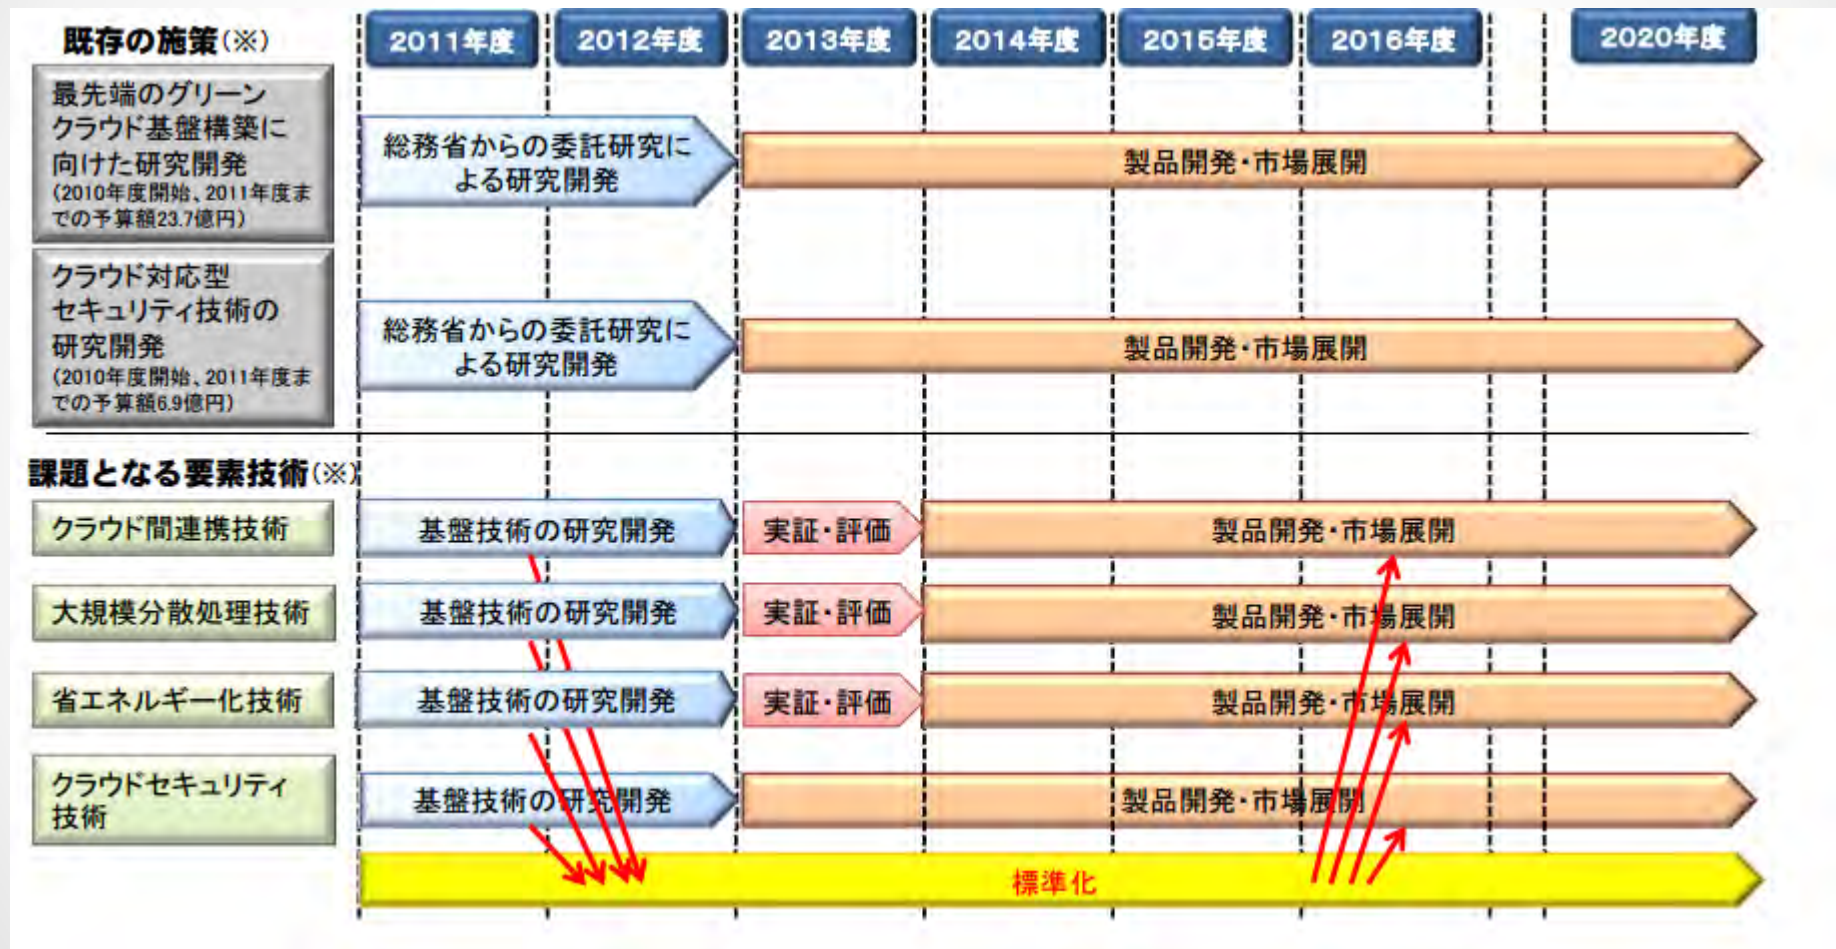 既存の施策(※)
2011年度
2012年度
2013年度
2014年度
2015年度
2016年度
2020年度
最先端のグリーン
クラウド基盤構築に
向けた研究開発
(2010年度開始、2011年度ま
での予算額23.7億円)
総務省からの委託研究に
よる研究開発
製品開発・市場展開
クラウド対応型
セキュリティ技術の
研究開発
(2010年度開始、2011年度ま
での予算額6.9億円)
総務省からの委託研究に
よる研究開発
製品開発・市場展開
課題となる要素技術(※)
クラウド間連携技術
基盤技術の研究開発
実証・評価
製品開発・市場展開
大規模分散処理技術
基盤技術の研究開発
実証・評価
製品開発・市場展開
省エネルギー化技術
基盤技術の研究開発
実証・評価
製品開発・市場展開
クラウドセキュリティ
技術
基盤技術の研究開発
製品開発・市場展開
標準化